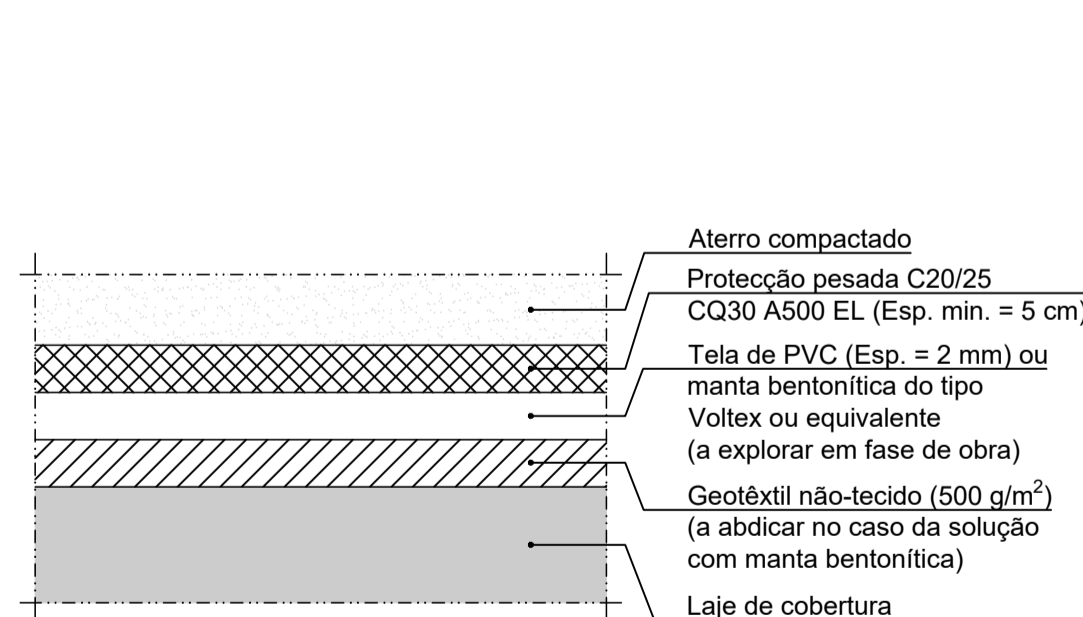 Aterro compactado
Protecção pesada C20/25
CQ30 A500 EL (Esp. min. = 5 cm)
Tela de PVC (Esp. = 2 mm) ou
manta bentonítica do tipo
Voltex ou equivalente
(a explorar em fase de obra)
Geotêxtil não-tecido (500 g/m²)
(a abdicar no caso da solução
com manta bentonítica)
Laje de cobertura